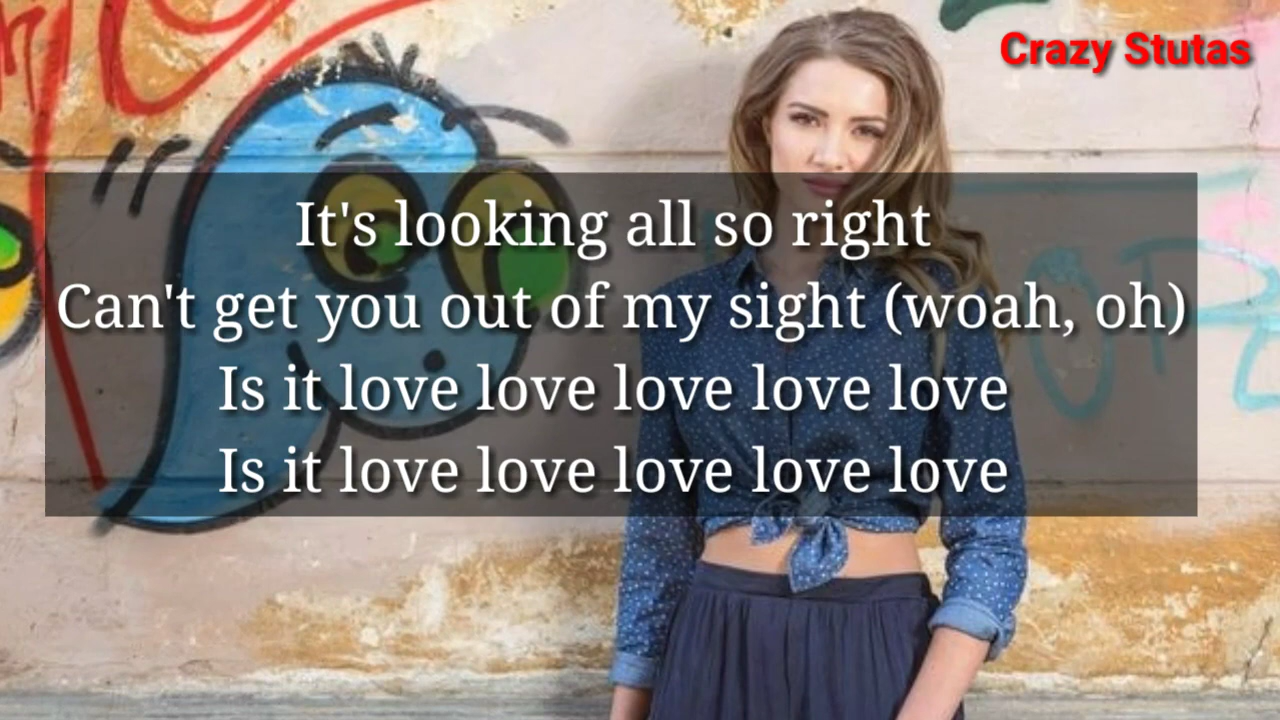 Crazy Stutas
It's looking all so right
Can't get you out of my sight (woah, oh)
Is it love love love love love
Is it love love love love love